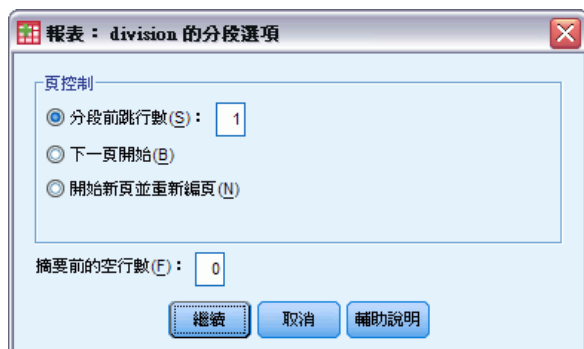 報表： division 的分段選項
頁控制
分段前跳行數(S)： 1
下一頁開始(B)
開始新頁並重新編頁(N)
摘要前的空行數(F)： 0
繼續 取消 輔助說明